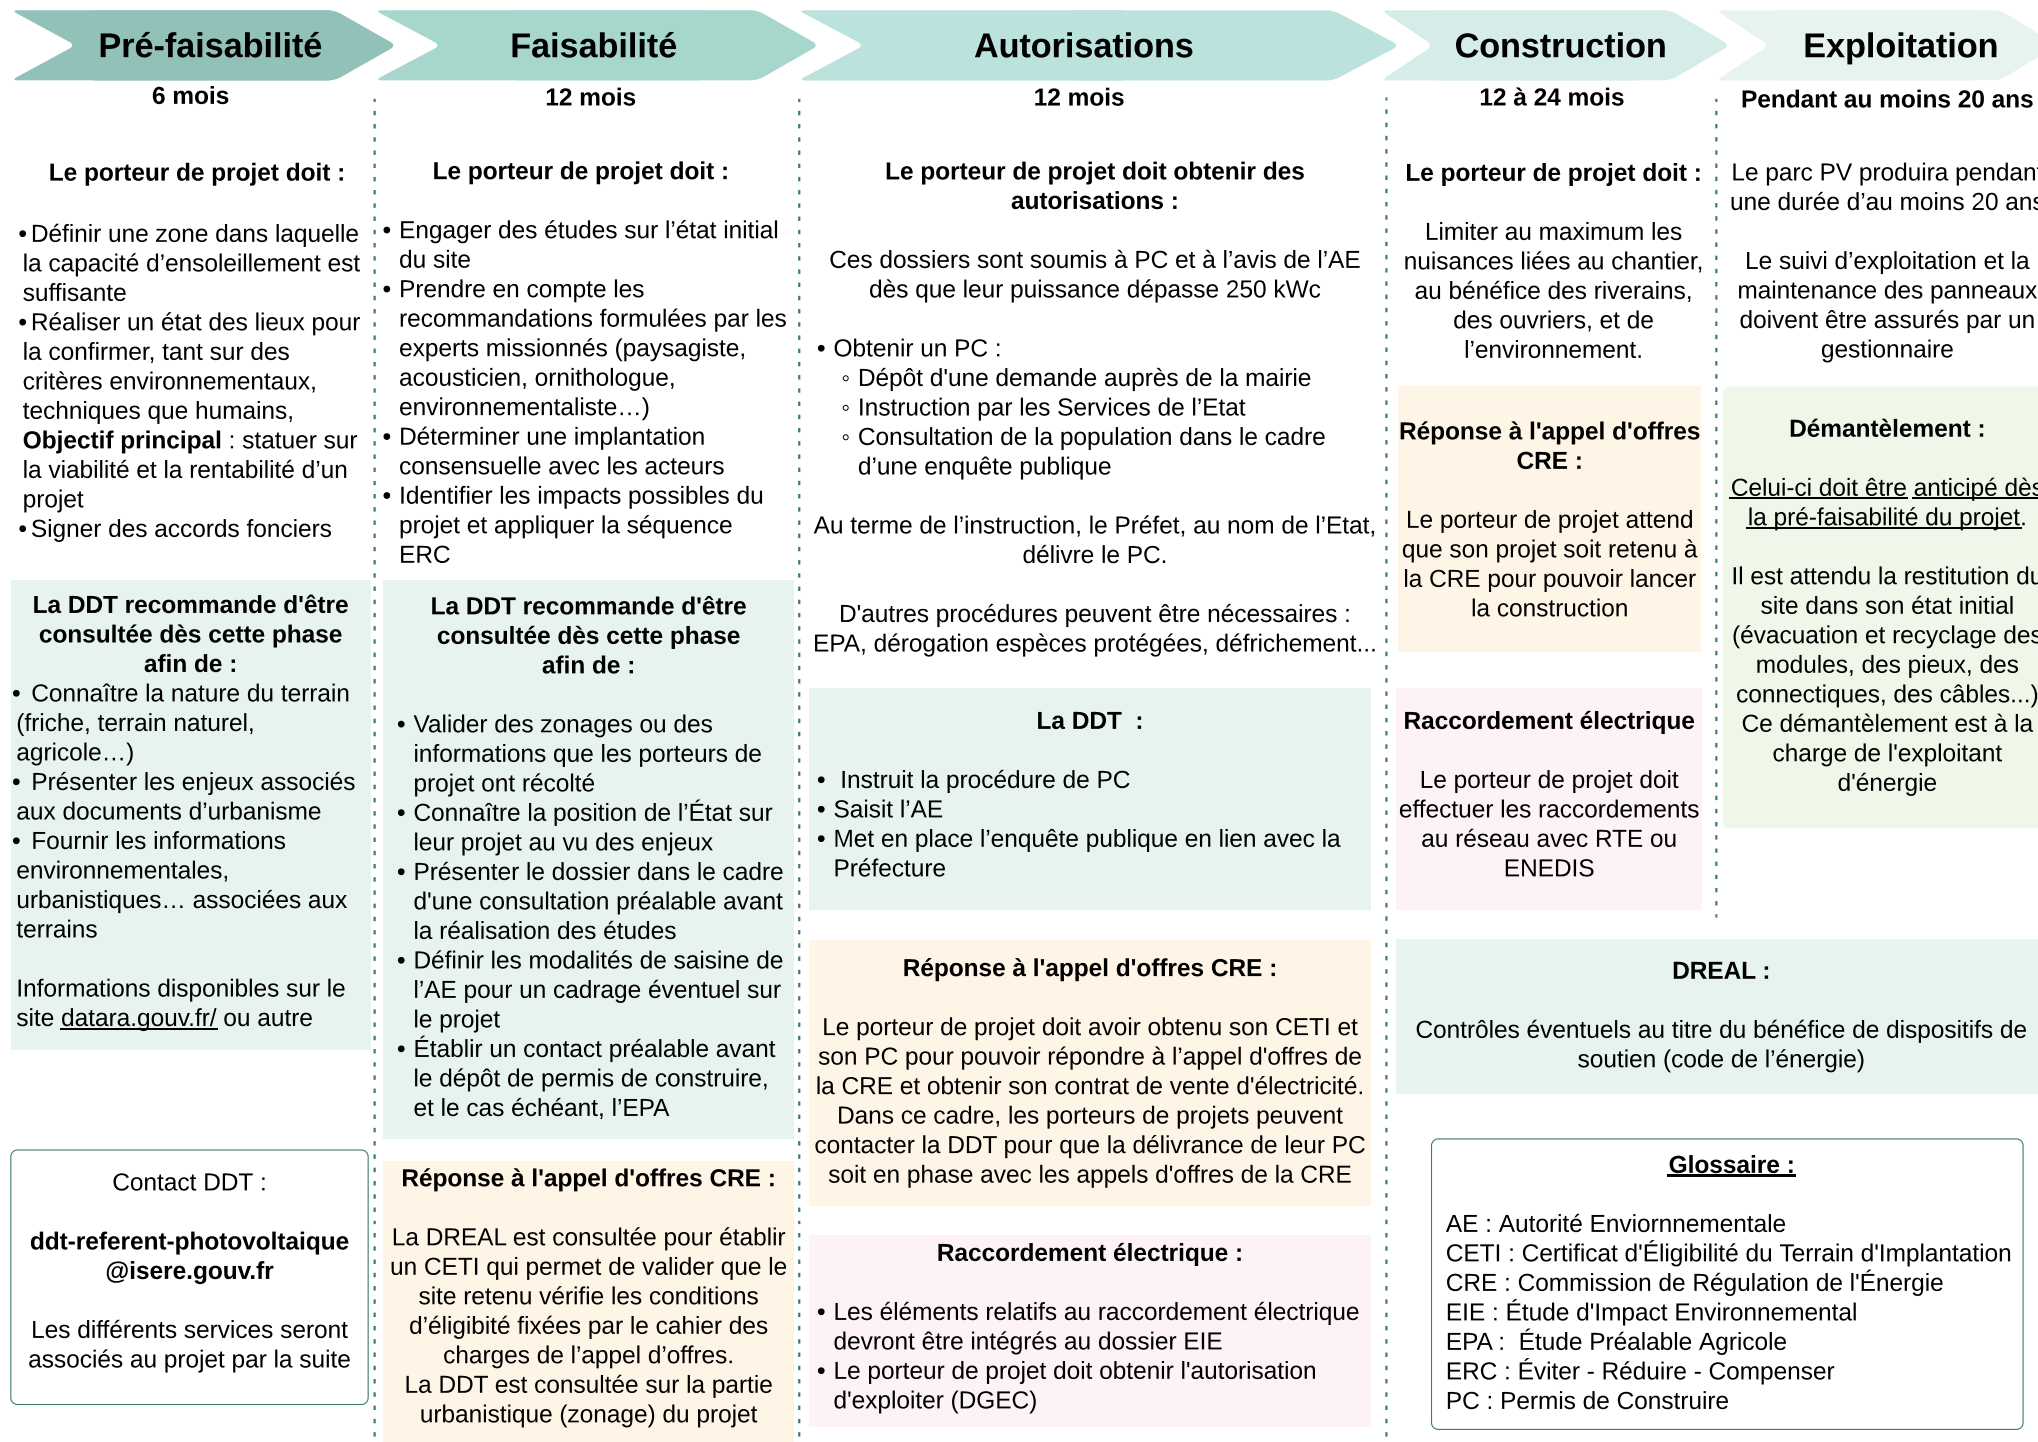 Pré-faisabilité
6 mois
Le porteur de projet doit :
•Définir une zone dans laquelle
la capacité d’ensoleillement est
suffisante
•Réaliser un état des lieux pour
la confirmer, tant sur des
critères environnementaux,
techniques que humains,
Objectif principal : statuer sur
la viabilité et la rentabilité d’un
projet
•Signer des accords fonciers
La DDT recommande d'être
consultée dès cette phase
afin de :
• Connaître la nature du terrain
(friche, terrain naturel,
agricole…)
• Présenter les enjeux associés
aux documents d’urbanisme
• Fournir les informations
environnementales,
urbanistiques… associées aux
terrains
Informations disponibles sur le
site datara.gouv.fr/ ou autre
Contact DDT :
ddt-referent-photovoltaique
@isere.gouv.fr
Les différents services seront
associés au projet par la suite
Faisabilité
12 mois
Le porteur de projet doit :
• Engager des études sur l’état initial
du site
• Prendre en compte les
recommandations formulées par les
experts missionnés (paysagiste,
acousticien, ornithologue,
environnementaliste…)
• Déterminer une implantation
consensuelle avec les acteurs
• Identifier les impacts possibles du
projet et appliquer la séquence
ERC
La DDT recommande d'être
consultée dès cette phase
afin de :
• Valider des zonages ou des
informations que les porteurs de
projet ont récolté
• Connaître la position de l’État sur
leur projet au vu des enjeux
• Présenter le dossier dans le cadre
d'une consultation préalable avant
la réalisation des études
• Définir les modalités de saisine de
l’AE pour un cadrage éventuel sur
le projet
• Établir un contact préalable avant
le dépôt de permis de construire,
et le cas échéant, l’EPA
Réponse à l'appel d'offres CRE :
La DREAL est consultée pour établir
un CETI qui permet de valider que le
site retenu vérifie les conditions
d’éligibité fixées par le cahier des
charges de l’appel d’offres.
La DDT est consultée sur la partie
urbanistique (zonage) du projet
Autorisations
12 mois
Le porteur de projet doit obtenir des
autorisations :
Ces dossiers sont soumis à PC et à l’avis de l’AE
dès que leur puissance dépasse 250 kWc
• Obtenir un PC :
◦ Dépôt d'une demande auprès de la mairie
◦ Instruction par les Services de l’Etat
◦ Consultation de la population dans le cadre
d’une enquête publique
Au terme de l’instruction, le Préfet, au nom de l’Etat,
délivre le PC.
D'autres procédures peuvent être nécessaires :
EPA, dérogation espèces protégées, défrichement...
La DDT :
• Instruit la procédure de PC
• Saisit l’AE
• Met en place l’enquête publique en lien avec la
Préfecture
Réponse à l'appel d'offres CRE :
Le porteur de projet doit avoir obtenu son CETI et
son PC pour pouvoir répondre à l’appel d'offres de
la CRE et obtenir son contrat de vente d'électricité.
Dans ce cadre, les porteurs de projets peuvent
contacter la DDT pour que la délivrance de leur PC
soit en phase avec les appels d'offres de la CRE
Raccordement électrique :
• Les éléments relatifs au raccordement électrique
devront être intégrés au dossier EIE
• Le porteur de projet doit obtenir l'autorisation
d'exploiter (DGEC)
Construction
12 à 24 mois
Le porteur de projet doit :
Limiter au maximum les
nuisances liées au chantier,
au bénéfice des riverains,
des ouvriers, et de
l’environnement.
Réponse à l'appel d'offres
CRE :
Le porteur de projet attend
que son projet soit retenu à
la CRE pour pouvoir lancer
la construction
Raccordement électrique
Le porteur de projet doit
effectuer les raccordements
au réseau avec RTE ou
ENEDIS
Exploitation
Pendant au moins 20 ans
Le parc PV produira pendant
une durée d’au moins 20 ans
Le suivi d’exploitation et la
maintenance des panneaux
doivent être assurés par un
gestionnaire
Démantèlement :
Celui-ci doit être anticipé dès
la pré-faisabilité du projet.
Il est attendu la restitution du
site dans son état initial
(évacuation et recyclage des
modules, des pieux, des
connectiques, des câbles...)
Ce démantèlement est à la
charge de l'exploitant
d'énergie
DREAL :
Contrôles éventuels au titre du bénéfice de dispositifs de
soutien (code de l’énergie)
Glossaire :
AE : Autorité Enviornnementale
CETI : Certificat d'Éligibilité du Terrain d'Implantation
CRE : Commission de Régulation de l'Énergie
EIE : Étude d'Impact Environnemental
EPA : Étude Préalable Agricole
ERC : Éviter - Réduire - Compenser
PC : Permis de Construire